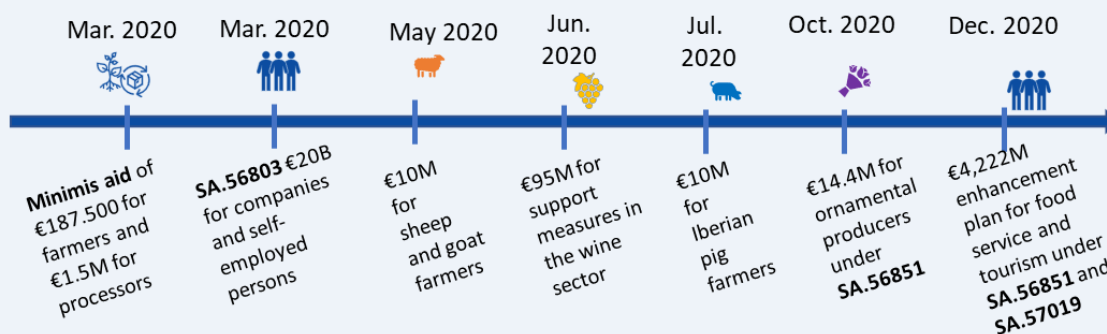 Mar. 2020
Minimis aid of
€187.500 for
farmers and
€1.5M for
processors
Mar. 2020
SA.56803 €20B
for companies
and self-
employed
persons
May 2020
€10M
for
sheep
and goat
farmers
Jun.
2020
€95M for
support
measures in
the wine
sector
Jul.
2020
€10M
for
Iberian
pig
farmers
Oct. 2020
€14.4M for
ornamental
producers
under
SA.56851
Dec. 2020
€4,222M
enhancement
plan for food
service and
tourism under
SA.56851 and
SA.57019